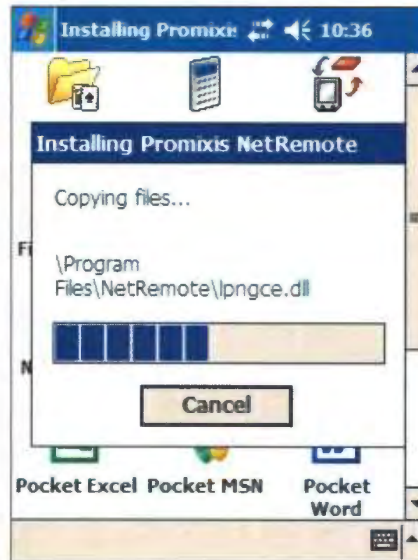 Installing Promixis 10:36
Installing Promixis NetRemote
Copying files...
\Program
Files\NetRemote\lpngce.dll
Fi
N
Cancel
Pocket Excel Pocket MSN Pocket
Word